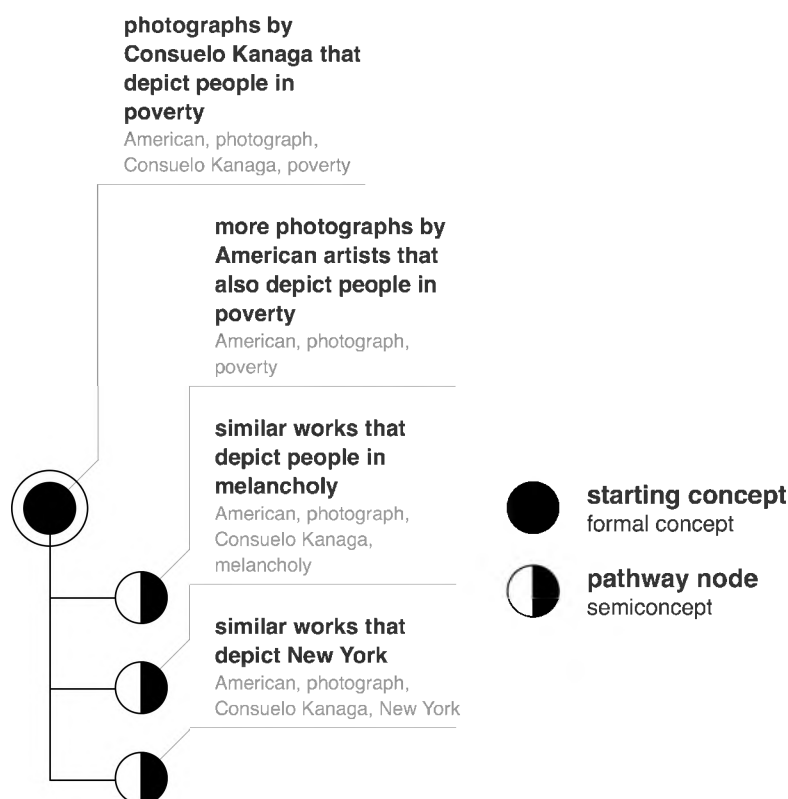 photographs by
Consuelo Kanaga that
depict people in
poverty
American, photograph,
Consuelo Kanaga, poverty
more photographs by
American artists that
also depict people in
poverty
American, photograph,
poverty
similar works that
depict people in
melancholy
American, photograph,
Consuelo Kanaga,
melancholy
similar works that
depict New York
American, photograph,
Consuelo Kanaga, New York
starting concept
formal concept
pathway node
semiconcept